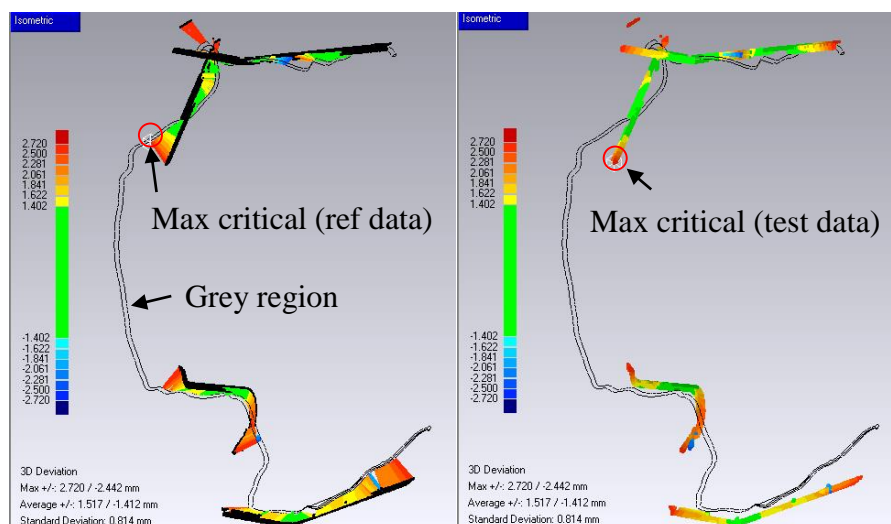 Isometric
2.720
2.500
2.281
2.061
1.841
1.622
1.402
-1.402
-1.622
-1.841
-2.061
-2.281
-2.500
-2.720
Max critical (ref data)
Grey region
3D Deviation
Max +/-: 2.720 / -2.442 mm
Average +/-: 1.517 / -1.412 mm
Standard Deviation: 0.814 mm
Isometric
2.720
2.500
2.281
2.061
1.841
1.622
1.402
-1.402
-1.622
-1.841
-2.061
-2.281
-2.500
-2.720
Max critical (test data)
3D Deviation
Max +/-: 2.720 / -2.442 mm
Average +/-: 1.517 / -1.412 mm
Standard Deviation: 0.814 mm